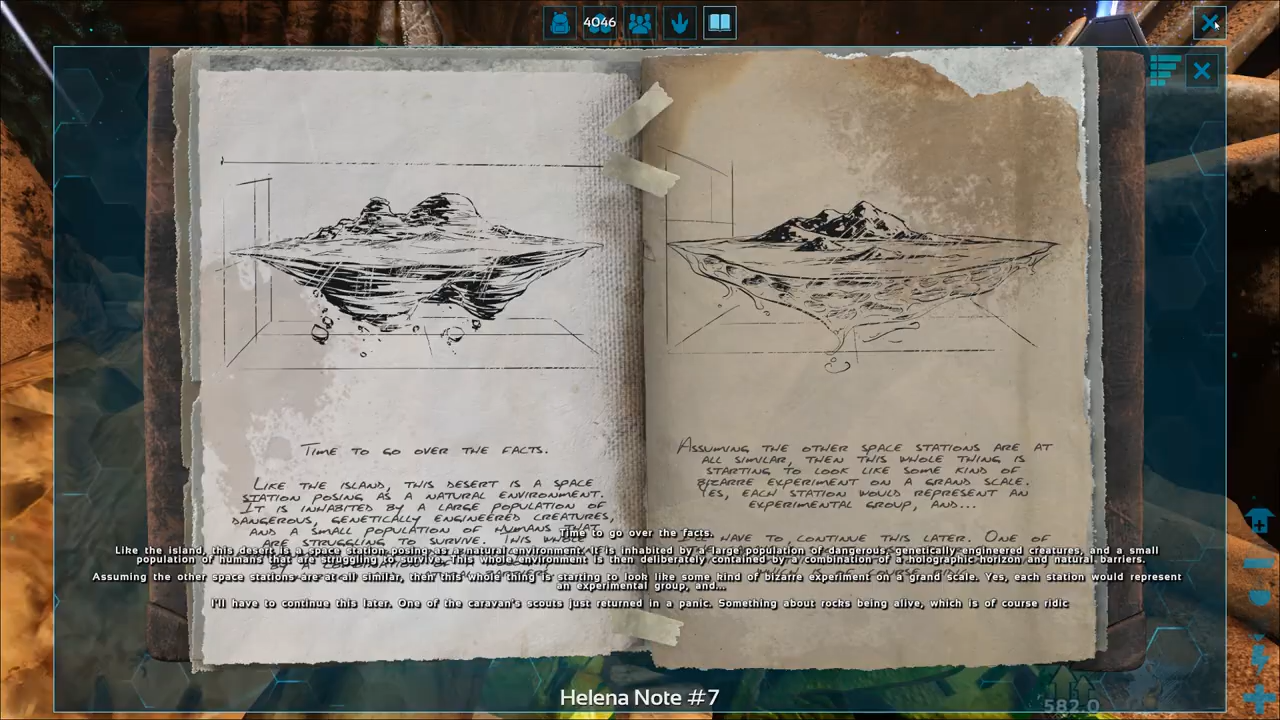 4046
Time to go over the facts.
Like the island, this desert is a space
station posing as a natural environment.
It is inhabited by a large population of
dangerous, genetically engineered creatures,
and a small population of humans that
are struggling to survive. This whole
Assuming the other space stations are at
all similar, then this whole thing is
starting to look like some kind of
bizarre experiment on a grand scale.
Yes, each station would represent an
experimental group, and...
have to continue this later. One of
Time to go over the facts.
Like the island, this desert is a space station posing as a natural environment. It is inhabited by a large population of dangerous, genetically engineered creatures, and a small
population of humans that are struggling to survive. This whole environment is then deliberately contained by a combination of a holographic horizon and natural barriers.
Assuming the other space stations are at all similar, then this whole thing is starting to look like some kind of bizarre experiment on a grand scale. Yes, each station would represent
an experimental group, and...
I'll have to continue this later. One of the caravan's scouts just returned in a panic. Something about rocks being alive, which is of course ridic
Helena Note #7
582.0